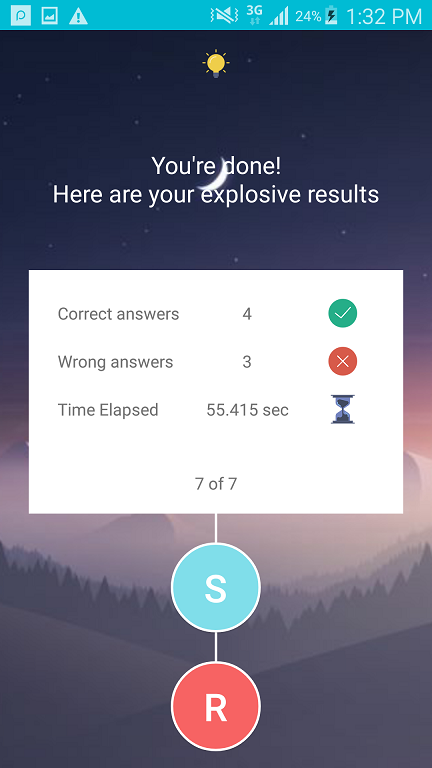 3G 24% 1:32 PM
You're done!
Here are your explosive results
Correct answers 4
Wrong answers 3
Time Elapsed 55.415 sec
7 of 7
S
R